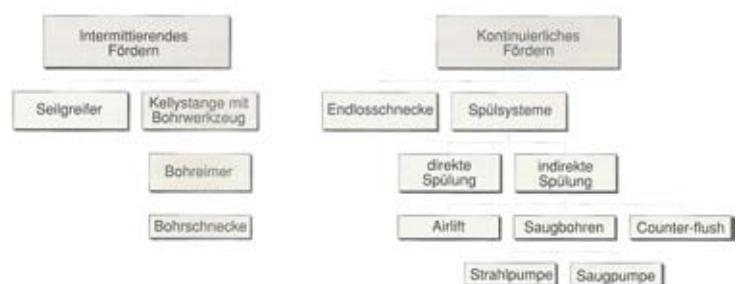 Intermittierendes
Fördern
Kontinuierliches
Fördern
Seilgreifer
Kellystange mit
Bohrwerkzeug
Endlosschnecke
Spülsysteme
Bohreimer
direkte
Spülung
indirekte
Spülung
Bohrschnecke
Airlift
Saugbohren
Counter-flush
Strahlpumpe
Saugpumpe